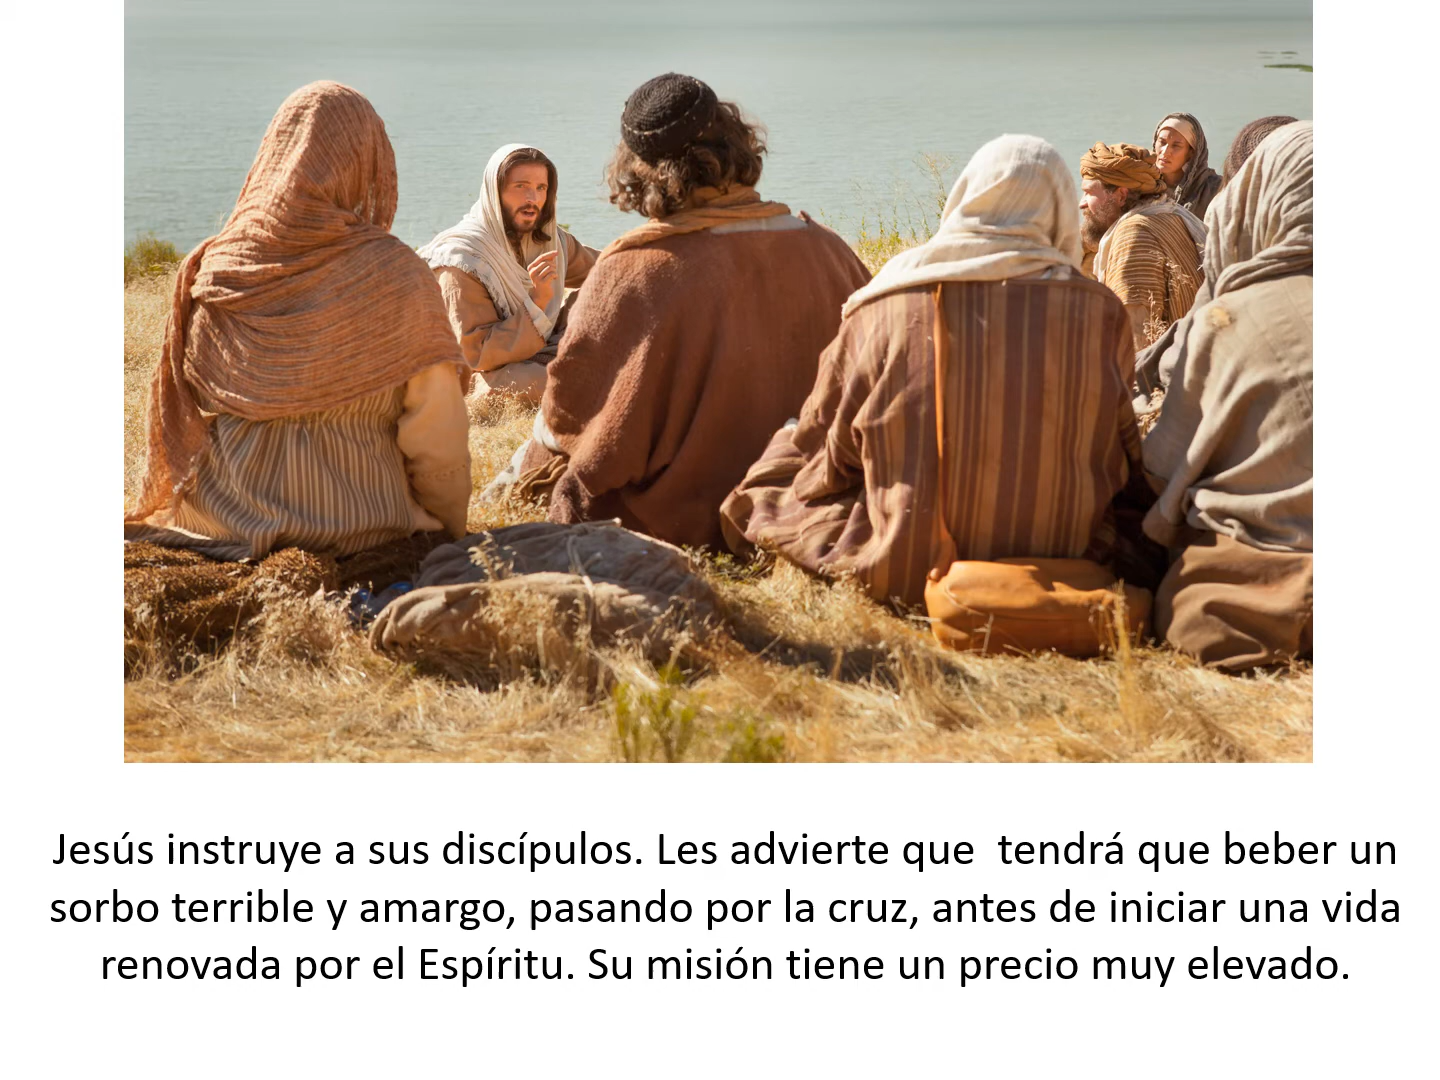 Jesús instruye a sus discípulos. Les advierte que  tendrá que beber un
sorbo terrible y amargo, pasando por la cruz, antes de iniciar una vida
renovada por el Espíritu. Su misión tiene un precio muy elevado.